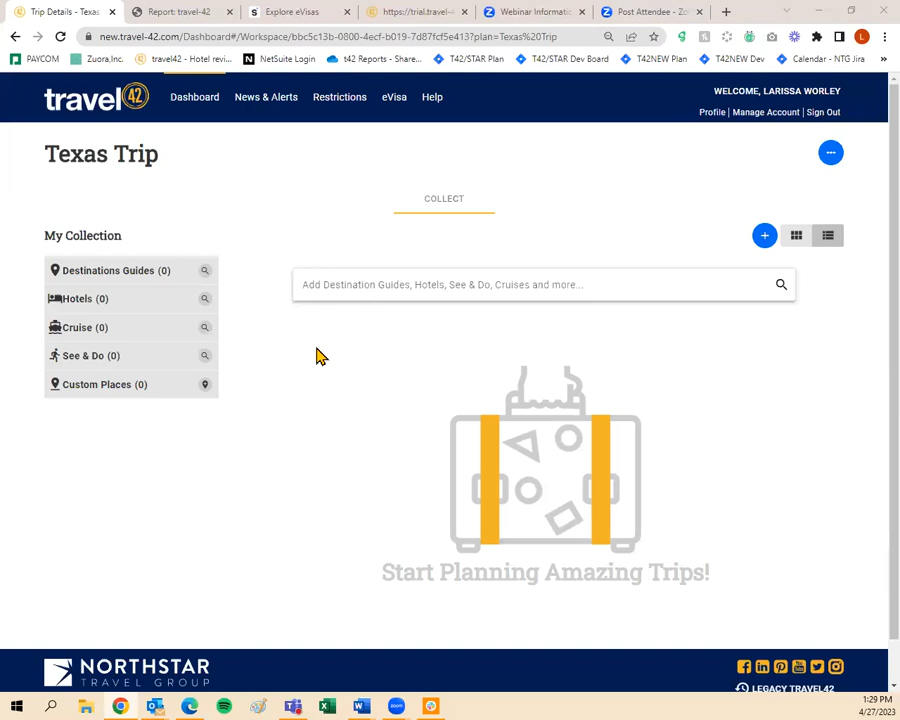 Trip Details - Texas
Report: travel-42
Explore eVisas
https://trial.travel-4
Webinar Informatio
Post Attendee - Zo
new.travel-42.com/Dashboard#/Workspace/bbc5c13b-0800-4ecf-b019-7d87fcf5e413?plan=Texas%20Trip
L
PAYCOM
Zuora,Inc.
travel42 - Hotel revi...
NetSuite Login
t42 Reports - Share...
T42/STAR Plan
T42/STAR Dev Board
T42NEW Plan
T42NEW Dev
Calendar - NTG Jira
»
travel42
Dashboard
News & Alerts
Restrictions
eVisa
Help
WELCOME, LARISSA WORLEY
Profile | Manage Account | Sign Out
Texas Trip
COLLECT
My Collection
Destinations Guides (0)
Hotels (0)
Cruise (0)
See & Do (0)
Custom Places (0)
Add Destination Guides, Hotels, See & Do, Cruises and more...
Start Planning Amazing Trips!
NORTHSTAR
TRAVEL GROUP
LEGACY TRAVEL42
zoom
1:29 PM
4/27/2023